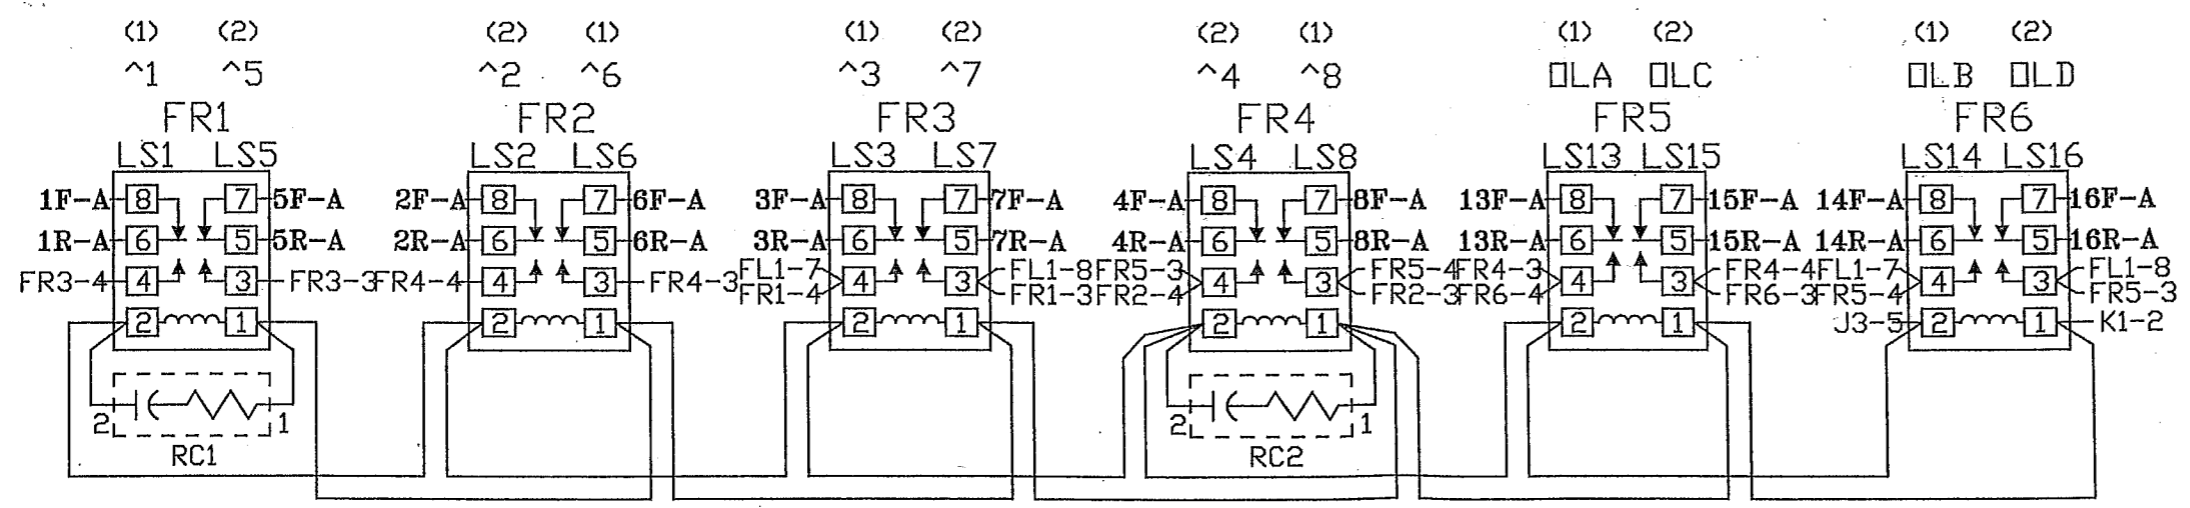 (1) (2) (2) (1) (1) (2) (2) (1) (1) (2) (1) (2)
^1 ^5 ^2 ^6 ^3 ^7 ^4 ^8 OLA OLC OLB OLD
FR1 FR2 FR3 FR4 FR5 FR6
LS1 LS5 LS2 LS6 LS3 LS7 LS4 LS8 LS13 LS15 LS14 LS16
1F-A 8 7 5F-A 2F-A 8 7 6F-A 3F-A 8 7 7F-A 4F-A 8 7 8F-A 13F-A 8 7 15F-A 14F-A 8 7 16F-A
1R-A 6 5 5R-A 2R-A 6 5 6R-A 3R-A 6 5 7R-A 4R-A 6 5 8R-A 13R-A 6 5 15R-A 14R-A 6 5 16R-A
FL1-7 FL1-8 FR5-3 FR5-4 FR4-3 FR4-4 FL1-7 FL1-8
FR3-4 4 3 FR3-3 FR4-4 4 3 FR4-3 4 3 4 3 4 3 4 3
FR1-4 FR1-3 FR2-4 FR2-3 FR6-4 FR6-3 FR5-4 FR5-3
2 1 2 1 2 1 2 1 2 1 J3-5 2 1 K1-2
2 1 2 1
RC1 RC2